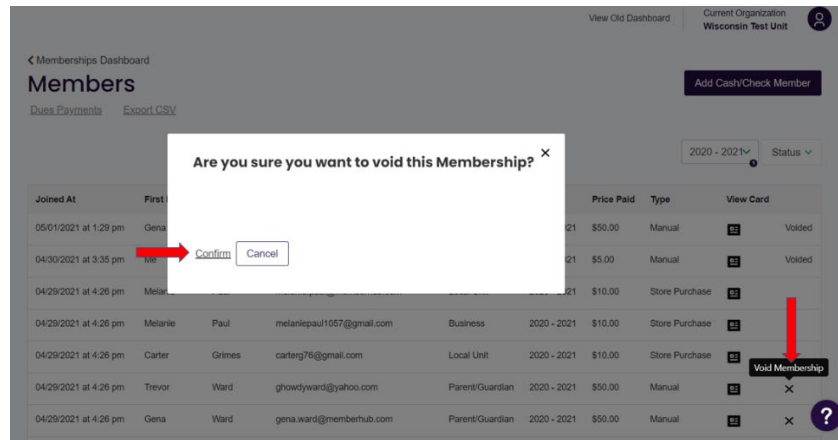 View Old Dashboard
Current Organization
Wisconsin Test Unit
Memberships Dashboard
Members
Add Cash/Check Member
Dues Payments Export CSV
Are you sure you want to void this Membership?
2020 - 2021 Status
Confirm Cancel
Joined At First Price Paid Type View Card
05/01/2021 at 1:29 pm Gena $50.00 Manual Voided
04/30/2021 at 3:35 pm Me $5.00 Manual Voided
04/29/2021 at 4:26 pm $10.00 Store Purchase
04/29/2021 at 4:26 pm Melanie Paul melaniepaul1057@gmail.com Business 2020 - 2021 $10.00 Store Purchase
04/29/2021 at 4:26 pm Carter Grimes carterg76@gmail.com Local Unit 2020 - 2021 $10.00 Store Purchase
Void Membership
04/29/2021 at 4:26 pm Trevor Ward ghowdyward@yahoo.com Parent/Guardian 2020 - 2021 $50.00 Manual
04/29/2021 at 4:26 pm Gena Ward gena.ward@memberhub.com Parent/Guardian 2020 - 2021 $50.00 Manual
?